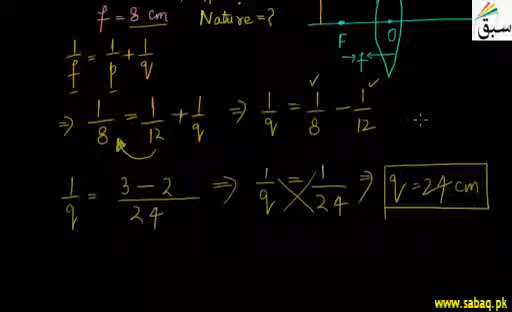 f = 8 cm Nature = ?
سبق
F O
f
1/f = 1/p + 1/q
⇒ 1/8 = 1/12 + 1/q ⇒ 1/q = 1/8 − 1/12
1/q = 3 − 2/24 ⇒ 1/q = 1/24 ⇒ q = 24 cm
www.sabaq.pk